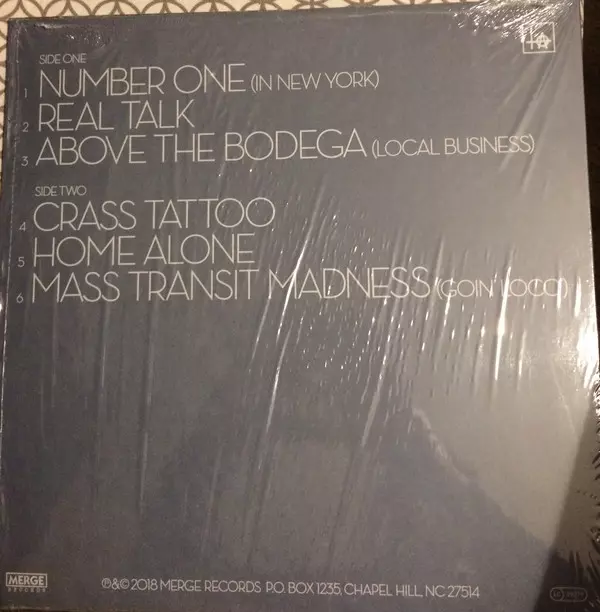 SIDE ONE
1 NUMBER ONE (IN NEW YORK)
2 REAL TALK
3 ABOVE THE BODEGA (LOCAL BUSINESS)
SIDE TWO
4 CRASS TATTOO
5 HOME ALONE
6 MASS TRANSIT MADNESS (GOIN' LOCO)
MERGE
RECORDS
℗&© 2018 MERGE RECORDS P.O. BOX 1235, CHAPEL HILL, NC 27514